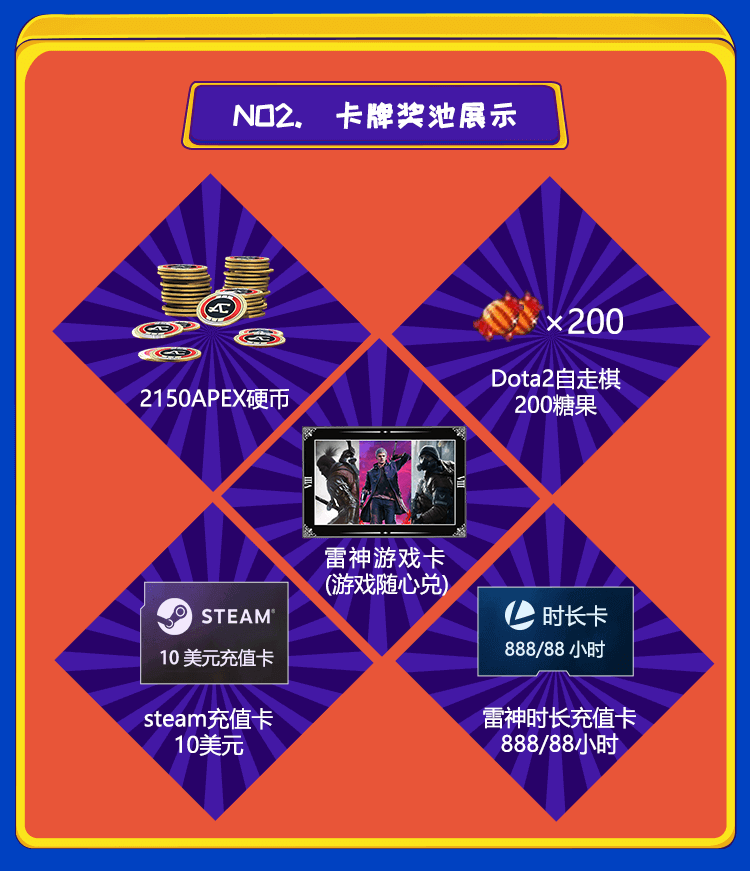 NO2. 卡牌奖池展示
×200
2150APEX硬币
Dota2自走棋
200糖果
VIII
VIII
雷神游戏卡
(游戏随心兑)
STEAM®
10 美元充值卡
时长卡
888/88 小时
steam充值卡
10美元
雷神时长充值卡
888/88小时